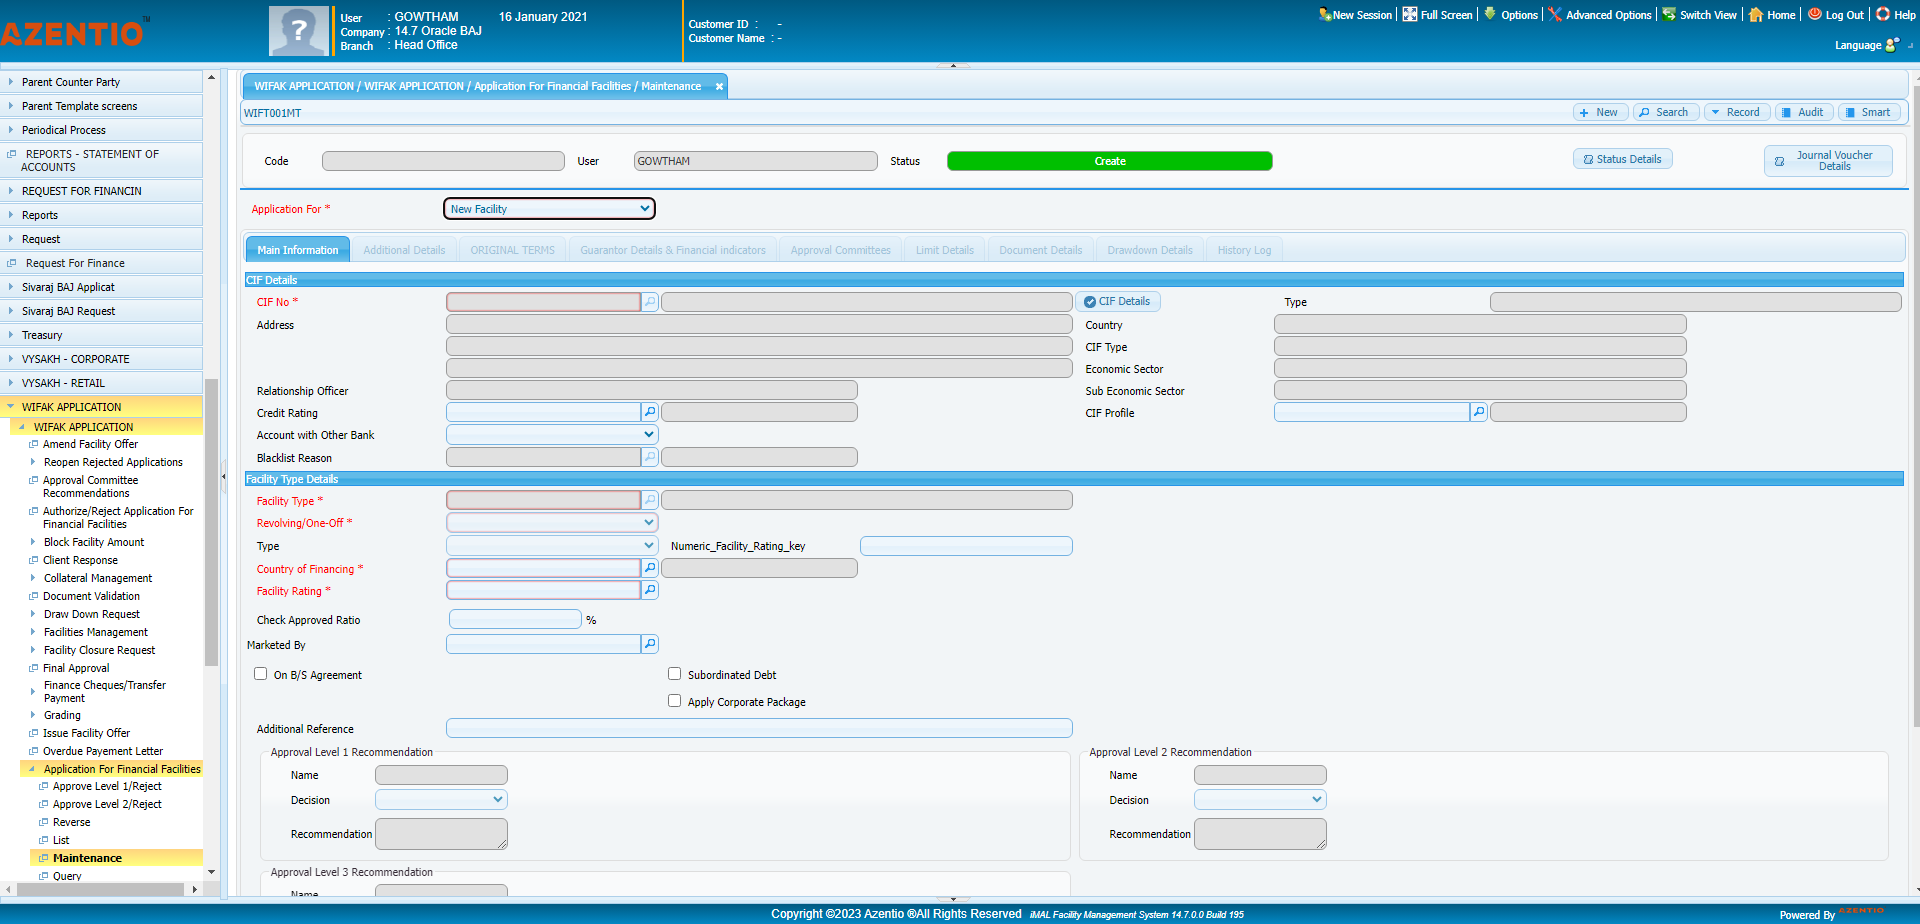 AZENTIO™
User : GOWTHAM 16 January 2021
Company : 14.7 Oracle BAJ
Branch : Head Office
Customer ID : -
Customer Name : -
New Session Full Screen Options Advanced Options Switch View Home Log Out Help
Language
Parent Counter Party
Parent Template screens
Periodical Process
REPORTS - STATEMENT OF
ACCOUNTS
REQUEST FOR FINANCIN
Reports
Request
Request For Finance
Sivaraj BAJ Applicat
Sivaraj BAJ Request
Treasury
VYSAKH - CORPORATE
VYSAKH - RETAIL
WIFAK APPLICATION
WIFAK APPLICATION
Amend Facility Offer
Reopen Rejected Applications
Approval Committee
Recommendations
Authorize/Reject Application For
Financial Facilities
Block Facility Amount
Client Response
Collateral Management
Document Validation
Draw Down Request
Facilities Management
Facility Closure Request
Final Approval
Finance Cheques/Transfer
Payment
Grading
Issue Facility Offer
Overdue Payement Letter
Application For Financial Facilities
Approve Level 1/Reject
Approve Level 2/Reject
Reverse
List
Maintenance
Query
WIFAK APPLICATION / WIFAK APPLICATION / Application For Financial Facilities / Maintenance
WIFT001MT
New Search Record Audit Smart
Code User GOWTHAM Status Create Status Details Journal Voucher
Details
Application For * New Facility
Main Information Additional Details ORIGINAL TERMS Guarantor Details & Financial indicators Approval Committees Limit Details Document Details Drawdown Details History Log
CIF Details
CIF No * CIF Details Type
Address Country
CIF Type
Economic Sector
Relationship Officer Sub Economic Sector
Credit Rating CIF Profile
Account with Other Bank
Blacklist Reason
Facility Type Details
Facility Type *
Revolving/One-Off *
Type Numeric_Facility_Rating_key
Country of Financing *
Facility Rating *
Check Approved Ratio %
Marketed By
On B/S Agreement Subordinated Debt
Apply Corporate Package
Additional Reference
Approval Level 1 Recommendation Approval Level 2 Recommendation
Name Name
Decision Decision
Recommendation Recommendation
Approval Level 3 Recommendation
Name
Copyright ©2023 Azentio ®All Rights Reserved iMAL Facility Management System 14.7.0.0 Build 195
Powered By AZENTIO